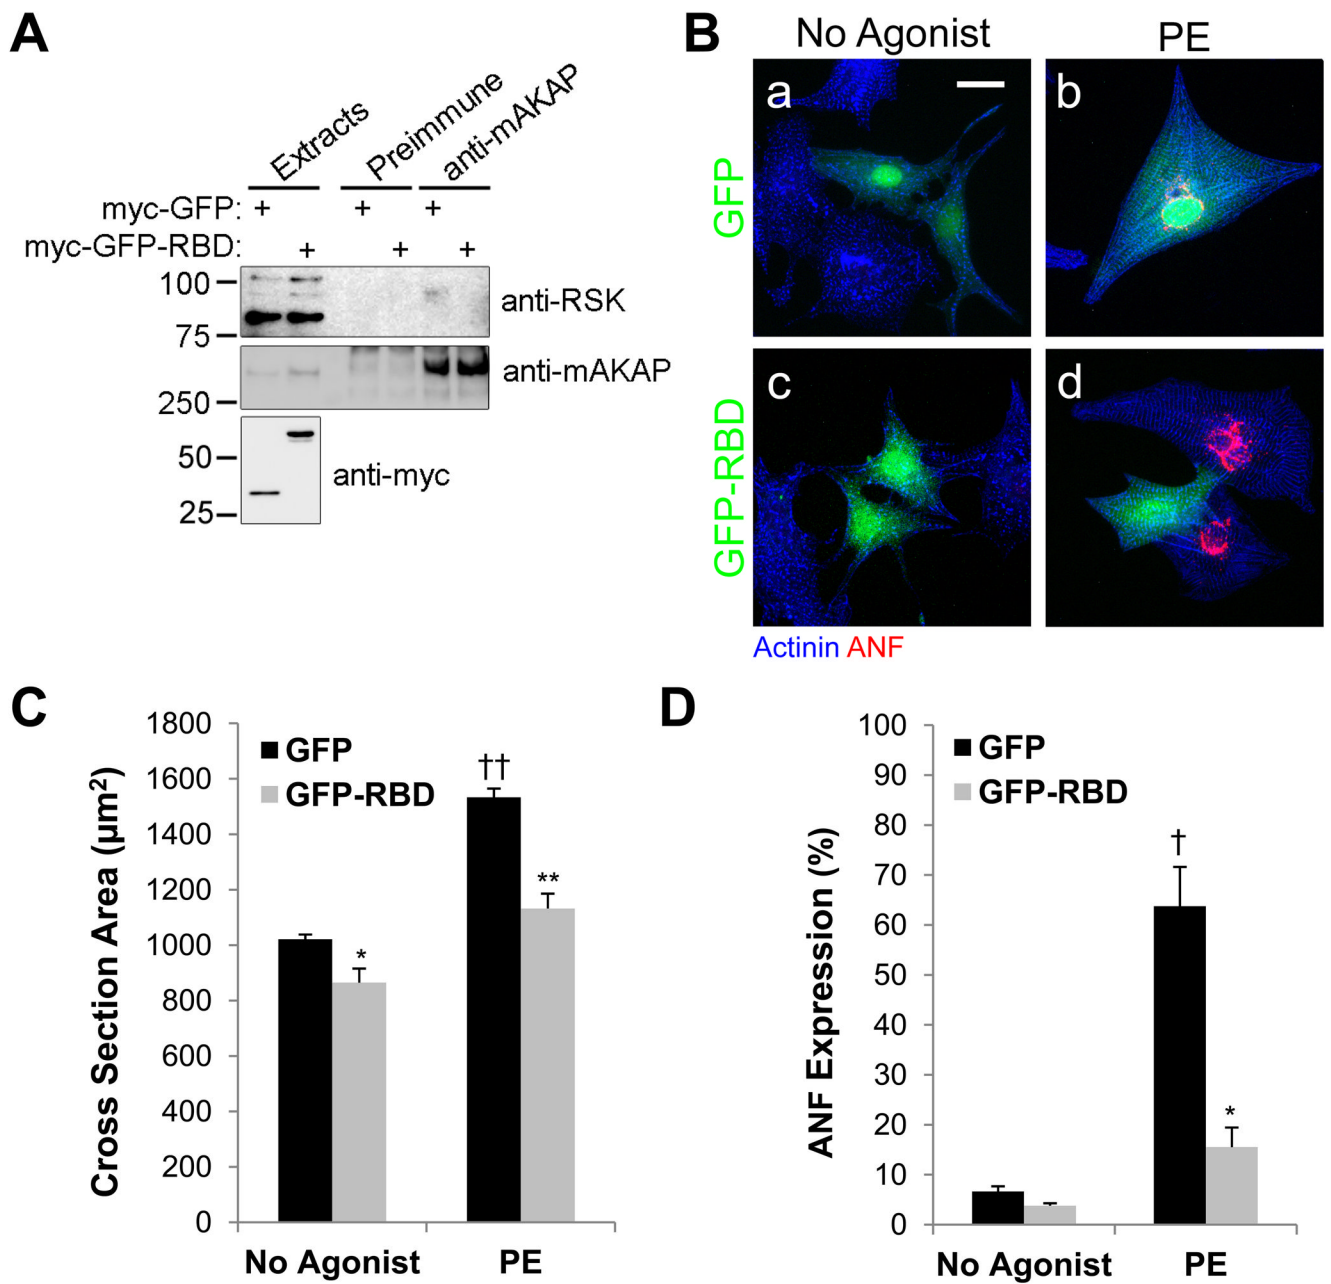 A
Extracts
Preimmune
anti-mAKAP
myc-GFP: + + +
myc-GFP-RBD: + + +
100
75
anti-RSK
250
anti-mAKAP
50
25
anti-myc
B
No Agonist
PE
GFP
GFP-RBD
a
b
c
d
Actinin ANF
C
Cross Section Area (µm²)
1800
1600
1400
1200
1000
800
600
400
200
0
GFP
GFP-RBD
*
††
**
No Agonist
PE
D
ANF Expression (%)
100
90
80
70
60
50
40
30
20
10
0
GFP
GFP-RBD
†
*
No Agonist
PE